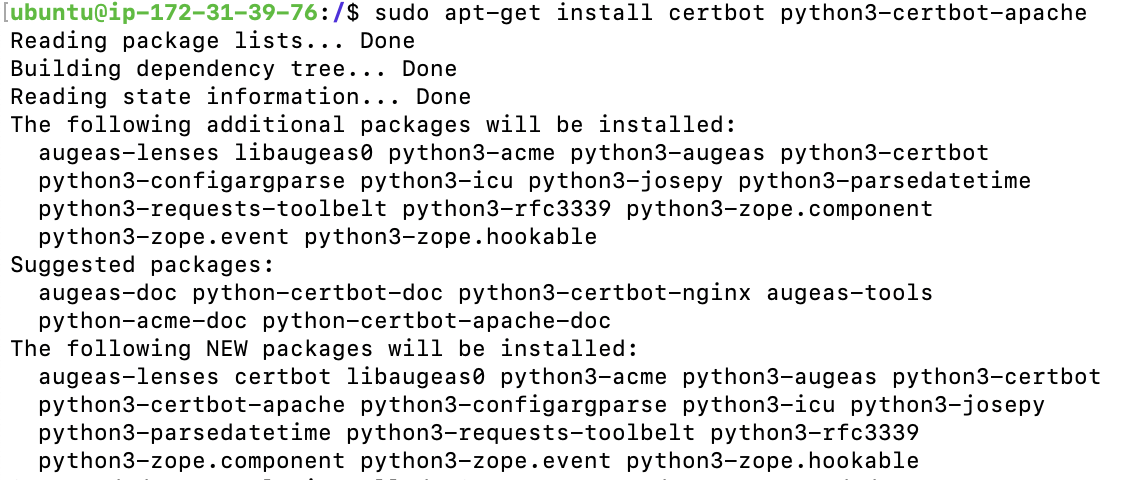 [ubuntu@ip-172-31-39-76:/$ sudo apt-get install certbot python3-certbot-apache
Reading package lists... Done
Building dependency tree... Done
Reading state information... Done
The following additional packages will be installed:
  augeas-lenses libaugeas0 python3-acme python3-augeas python3-certbot
  python3-configargparse python3-icu python3-josepy python3-parsedatetime
  python3-requests-toolbelt python3-rfc3339 python3-zope.component
  python3-zope.event python3-zope.hookable
Suggested packages:
  augeas-doc python-certbot-doc python3-certbot-nginx augeas-tools
  python-acme-doc python-certbot-apache-doc
The following NEW packages will be installed:
  augeas-lenses certbot libaugeas0 python3-acme python3-augeas python3-certbot
  python3-certbot-apache python3-configargparse python3-icu python3-josepy
  python3-parsedatetime python3-requests-toolbelt python3-rfc3339
  python3-zope.component python3-zope.event python3-zope.hookable